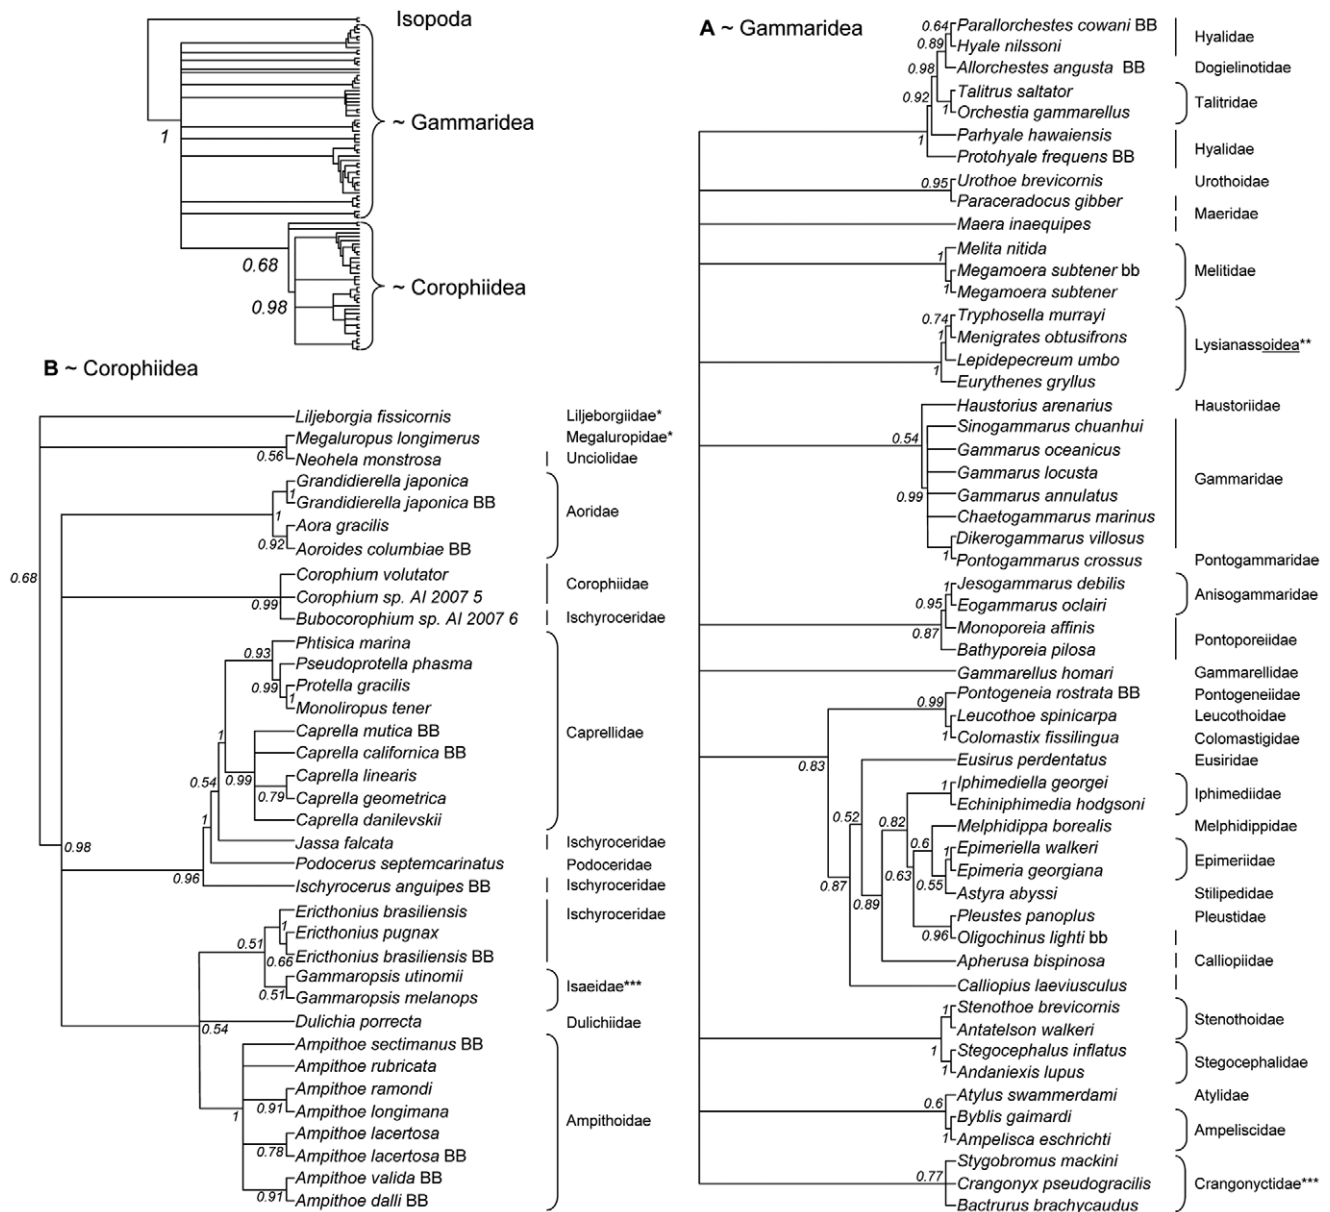 Isopoda
~ Gammaridea
1
0.68
0.98
~ Corophiidea
B ~ Corophiidea
Liljeborgia fissicornis Liljeborgiidae*
Megaluropus longimerus Megaluropidae*
0.56 Neohela monstrosa Unciolidae
Grandidierella japonica
1 Grandidierella japonica BB
1 Aora gracilis Aoridae
0.92 Aoroides columbiae BB
0.68
Corophium volutator
Corophium sp. AI 2007 5 Corophiidae
0.99
Bubocorophium sp. AI 2007 6 Ischyroceridae
Phtisica marina
0.93 Pseudoprotella phasma
0.99 Protella gracilis
1 Monoliropus tener
1 Caprella mutica BB Caprellidae
Caprella californica BB
0.99 Caprella linearis
0.54
0.79 Caprella geometrica
Caprella danilevskii
1 Jassa falcata Ischyroceridae
0.98
Podocerus septemcarinatus Podoceridae
0.96 Ischyrocerus anguipes BB Ischyroceridae
Ericthonius brasiliensis Ischyroceridae
1 Ericthonius pugnax
0.51
0.66 Ericthonius brasiliensis BB
Gammaropsis utinomii Isaeidae***
0.51 Gammaropsis melanops
0.54 Dulichia porrecta Dulichiidae
Ampithoe sectimanus BB
Ampithoe rubricata
Ampithoe ramondi
0.91 Ampithoe longimana
1 Ampithoidae
Ampithoe lacertosa
0.78 Ampithoe lacertosa BB
Ampithoe valida BB
0.91 Ampithoe dalli BB
A ~ Gammaridea
0.64 Parallorchestes cowani BB
0.89 Hyale nilssoni Hyalidae
0.98 Allorchestes angusta BB Dogielinotidae
0.92 Talitrus saltator
1 Orchestia gammarellus Talitridae
1 Parhyale hawaiensis
Protohyale frequens BB Hyalidae
0.95 Urothoe brevicornis Urothoidae
Paraceradocus gibber
Maera inaequipes Maeridae
Melita nitida
1 Megamoera subtener bb Melitidae
1 Megamoera subtener
0.74 Tryphosella murrayi
1 Menigrates obtusifrons Lysianassoidea**
Lepidepecreum umbo
1 Eurythenes gryllus
Haustorius arenarius Haustoriidae
0.54 Sinogammarus chuanhui
Gammarus oceanicus
Gammarus locusta Gammaridae
0.99 Gammarus annulatus
Chaetogammarus marinus
Dikerogammarus villosus
1 Pontogammarus crossus Pontogammaridae
1 Jesogammarus debilis Anisogammaridae
0.95 Eogammarus oclairi
0.87 Monoporeia affinis Pontoporeiidae
Bathyporeia pilosa
Gammarellus homari Gammarellidae
0.99 Pontogeneia rostrata BB Pontogeneiidae
Leucothoe spinicarpa Leucothoidae
1 Colomastix fissilingua Colomastigidae
0.83
Eusirus perdentatus Eusiridae
1 Iphimediella georgei Iphimediidae
Echiniphimedia hodgsoni
0.52 0.82 Melphidippa borealis Melphidippidae
0.6
1 Epimeriella walkeri Epimeriidae
Epimeria georgiana
0.87 0.89 0.63 0.55 Astyra abyssi Stilipedidae
Pleustes panoplus Pleustidae
0.96 Oligochinus lighti bb
Apherusa bispinosa Calliopiidae
Calliopius laeviusculus
1 Stenothoe brevicornis Stenothoidae
Antatelson walkeri
1 Stegocephalus inflatus Stegocephalidae
1 Andaniexis lupus
0.6 Atylus swammerdami Atylidae
Byblis gaimardi Ampeliscidae
1 Ampelisca eschrichti
Stygobromus mackini
0.77 Crangonyx pseudogracilis Crangonyctidae***
Bactrurus brachycaudus